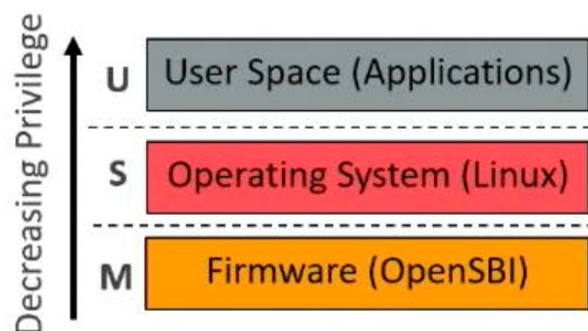 Decreasing Privilege
U
User Space (Applications)
S
Operating System (Linux)
M
Firmware (OpenSBI)